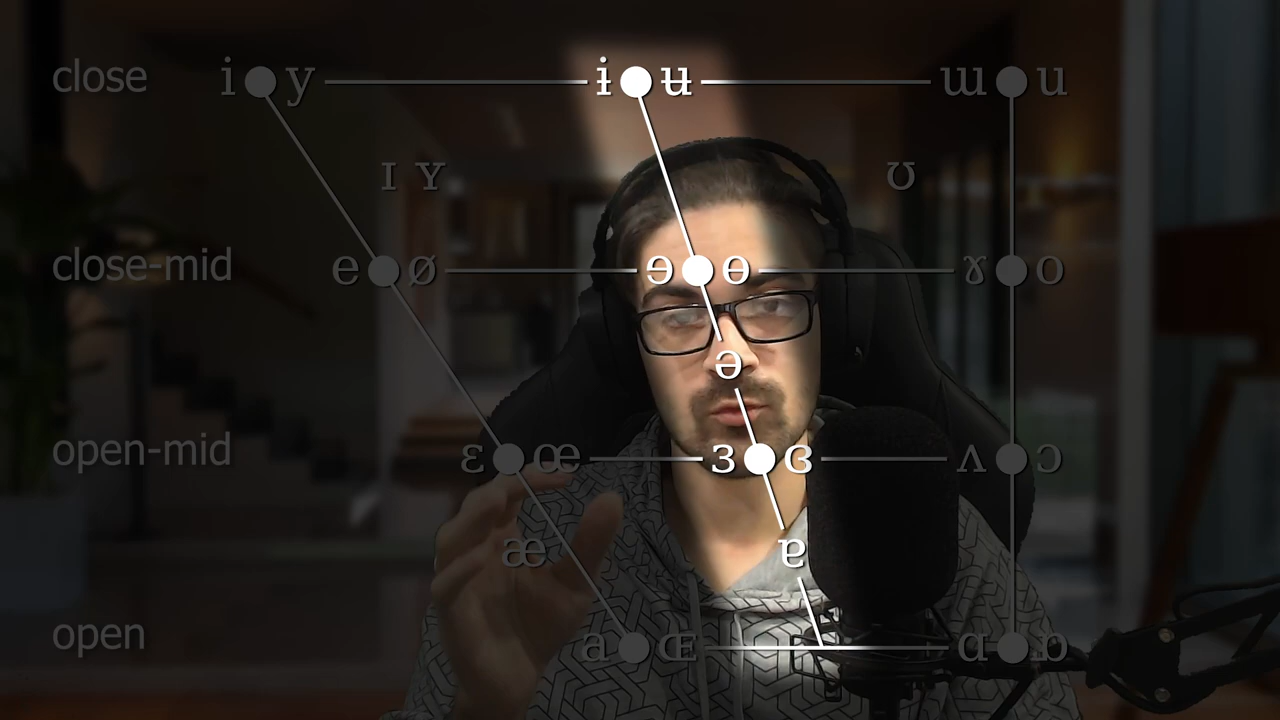 close i y ɨ ʉ ɯ u
ɪ ʏ ʊ
close-mid e ø ɘ ɵ ɤ o
ə
open-mid ɛ œ ɜ ɞ ʌ ɔ
æ ɐ
open a ɶ ɑ ɒ